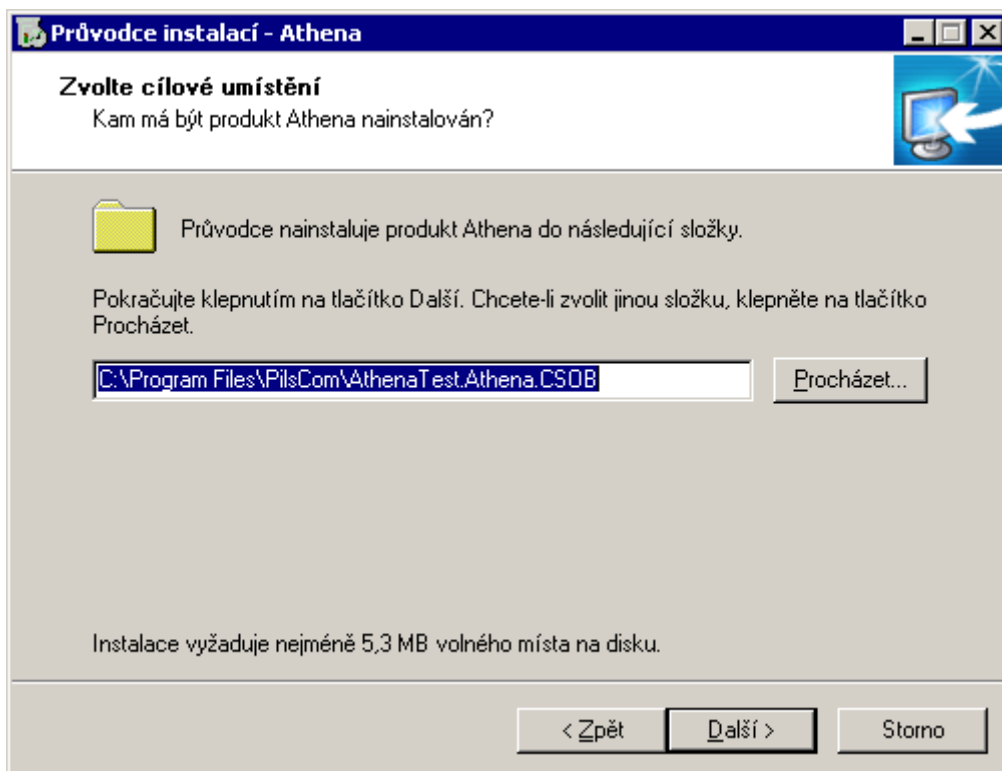 Průvodce instalací - Athena
Zvolte cílové umístění
Kam má být produkt Athena nainstalován?
Průvodce nainstaluje produkt Athena do následující složky.
Pokračujte klepnutím na tlačítko Další. Chcete-li zvolit jinou složku, klepněte na tlačítko
Procházet.
C:\Program Files\PilsCom\AthenaTest.Athena.CSOB
Procházet...
Instalace vyžaduje nejméně 5,3 MB volného místa na disku.
< Zpět
Další >
Storno